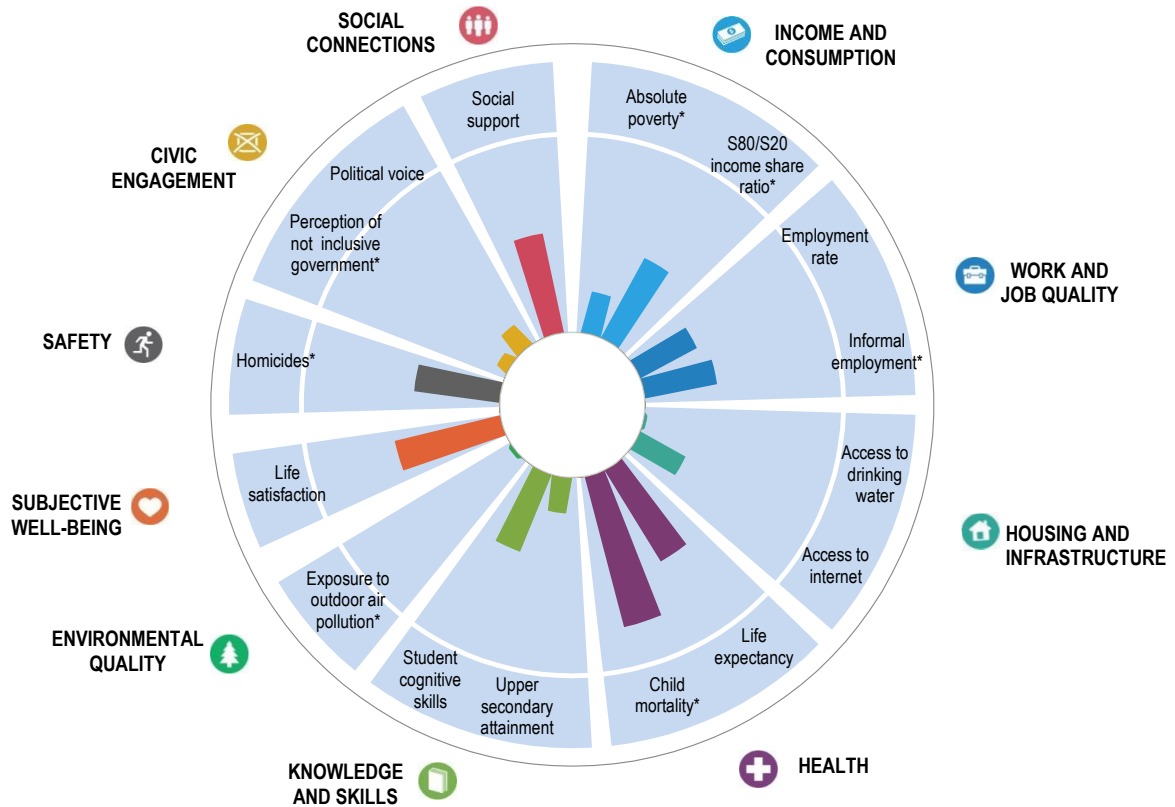 SOCIAL
CONNECTIONS
INCOME AND
CONSUMPTION
Social
support
Absolute
poverty*
S80/S20
income share
ratio*
CIVIC
ENGAGEMENT
Political voice
Perception of
not inclusive
government*
Employment
rate
Informal
employment*
WORK AND
JOB QUALITY
SAFETY
Homicides*
Access to
drinking
water
Access to
internet
HOUSING AND
INFRASTRUCTURE
SUBJECTIVE
WELL-BEING
Life
satisfaction
Exposure to
outdoor air
pollution*
ENVIRONMENTAL
QUALITY
Student
cognitive
skills
Upper
secondary
attainment
Child
mortality*
Life
expectancy
KNOWLEDGE
AND SKILLS
HEALTH